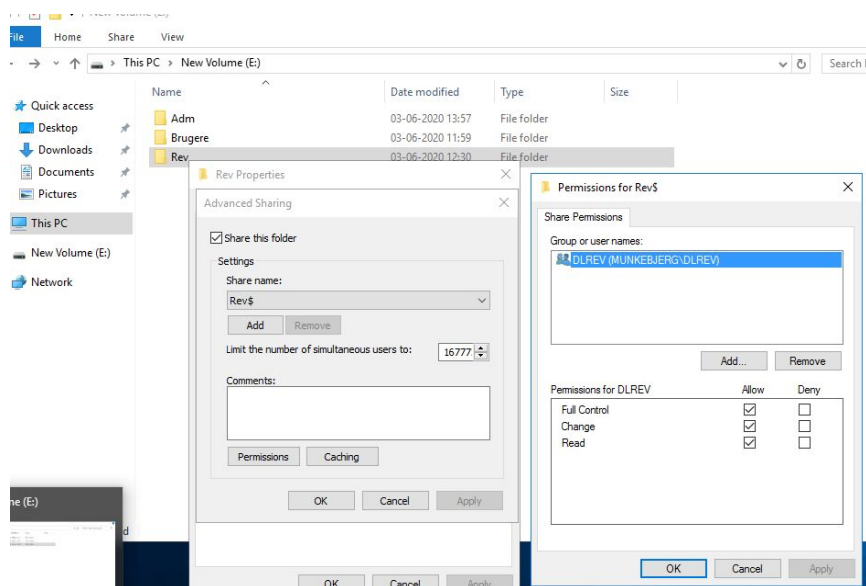 File Home Share View
This PC > New Volume (E:)
Search
Name Date modified Type Size
Quick access
Desktop
Downloads
Documents
Pictures
This PC
New Volume (E:)
Network
Adm 03-06-2020 13:57 File folder
Brugere 03-06-2020 11:59 File folder
Rev 03-06-2020 12:30 File folder
Rev Properties
Advanced Sharing
Share this folder
Settings
Share name:
Rev$
Add Remove
Limit the number of simultaneous users to: 16777
Comments:
Permissions Caching
OK Cancel Apply
OK Cancel Apply
Permissions for Rev$
Share Permissions
Group or user names:
DLREV (MUNKEBJERG\DLREV)
Add... Remove
Permissions for DLREV Allow Deny
Full Control
Change
Read
OK Cancel Apply
me (E:)